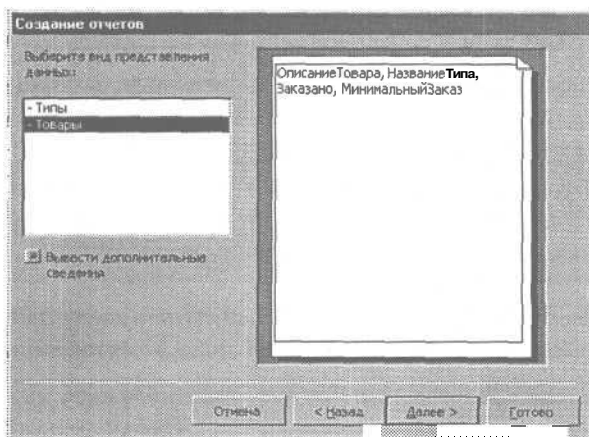 Создание отчетов
Выберите вид представления
данных:
- Типы
- Товары
Вывести дополнительные
сведения
ОписаниеТовара, НазваниеТипа,
Заказано, МинимальныйЗаказ
Отмена
< Назад
Далее >
Готово